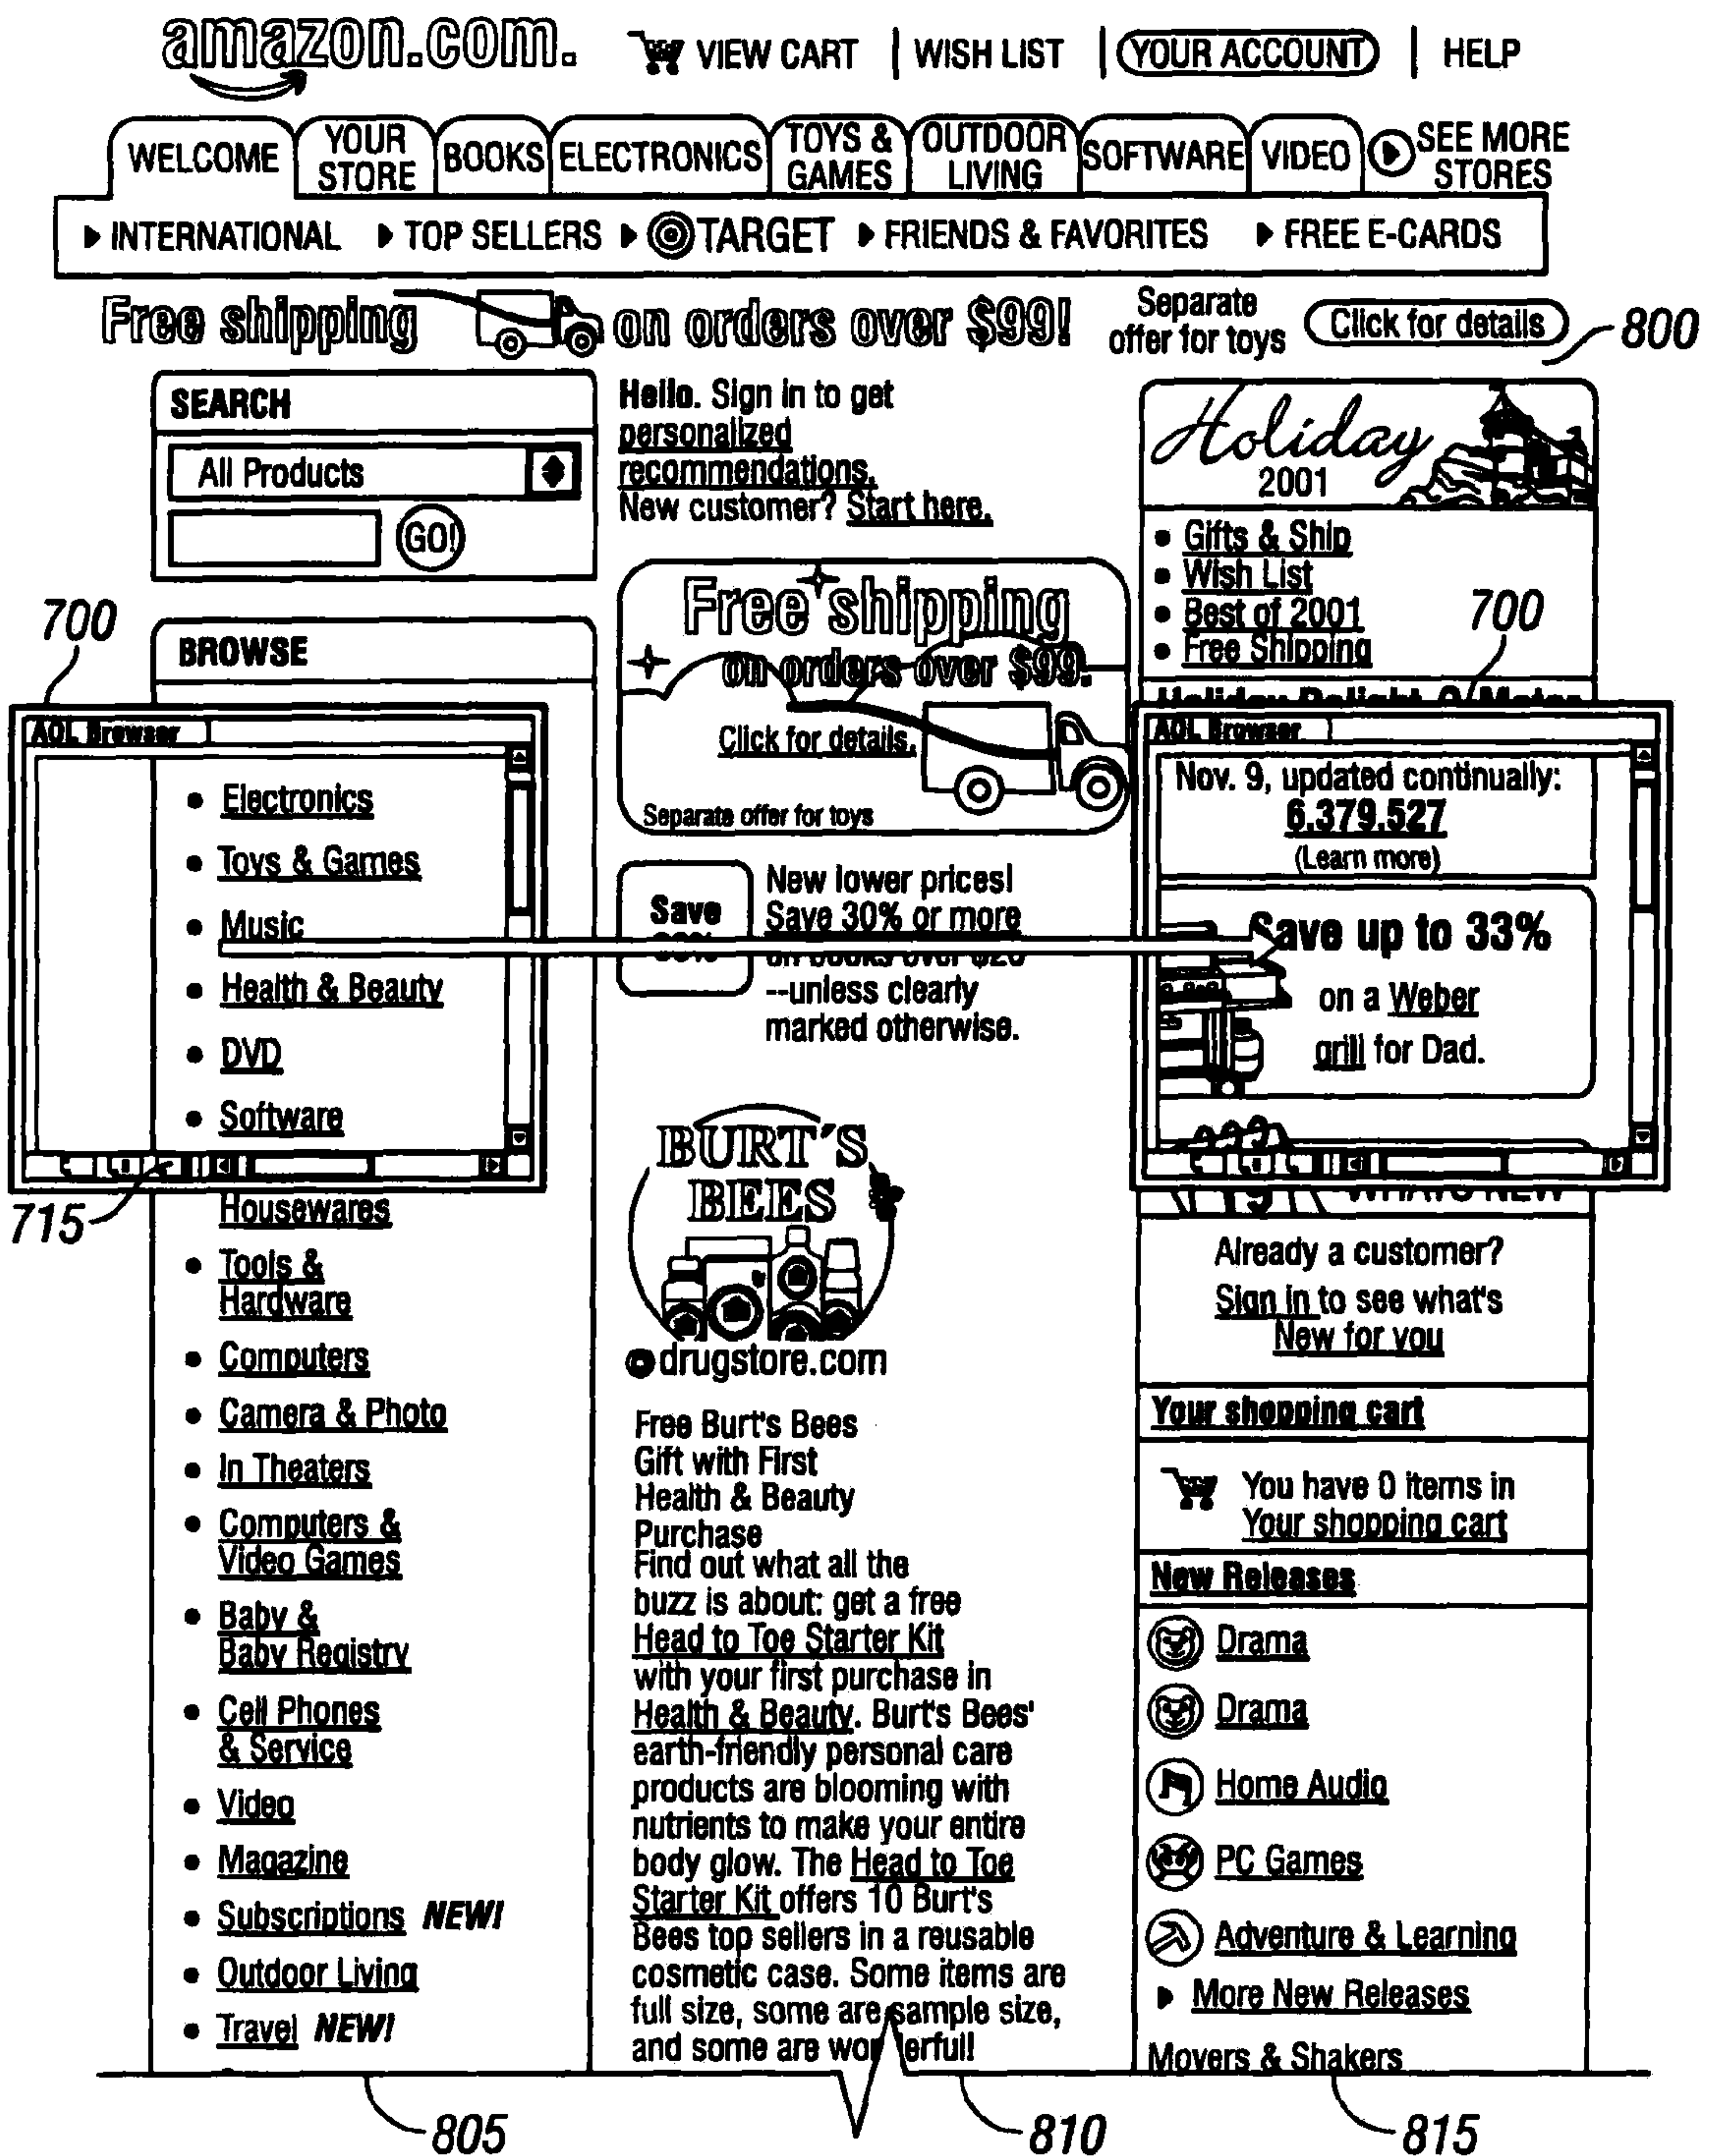 amazon.com.
VIEW CART | WISH LIST | YOUR ACCOUNT | HELP
WELCOME
YOUR STORE
BOOKS
ELECTRONICS
TOYS & GAMES
OUTDOOR LIVING
SOFTWARE
VIDEO
SEE MORE STORES
INTERNATIONAL
TOP SELLERS
TARGET
FRIENDS & FAVORITES
FREE E-CARDS
Free shipping on orders over $99!
Separate
offer for toys
Click for details
800
SEARCH
All Products
GO!
700
BROWSE
AOL Browser
• Electronics
• Toys & Games
• Music
• Health & Beauty
• DVD
• Software
715
Housewares
• Tools &
Hardware
• Computers
• Camera & Photo
• In Theaters
• Computers &
Video Games
• Baby &
Baby Registry
• Cell Phones
& Service
• Video
• Magazine
• Subscriptions NEW!
• Outdoor Living
• Travel NEW!
805
Hello. Sign in to get
personalized
recommendations.
New customer? Start here.
Free shipping
on orders over $99.
Click for details.
Separate offer for toys
Save
New lower prices!
Save 30% or more
on books over $20
--unless clearly
marked otherwise.
BURT'S
BEES
drugstore.com
Free Burt's Bees
Gift with First
Health & Beauty
Purchase
Find out what all the
buzz is about: get a free
Head to Toe Starter Kit
with your first purchase in
Health & Beauty. Burt's Bees'
earth-friendly personal care
products are blooming with
nutrients to make your entire
body glow. The Head to Toe
Starter Kit offers 10 Burt's
Bees top sellers in a reusable
cosmetic case. Some items are
full size, some are sample size,
and some are wonderful!
810
Holiday
2001
• Gifts & Ship
• Wish List
• Best of 2001
• Free Shipping
700
AOL Browser
Nov. 9, updated continually:
6,379,527
(Learn more)
Save up to 33%
on a Weber
grill for Dad.
WHAT'S NEW
Already a customer?
Sign in to see what's
New for you
Your shopping cart
You have 0 items in
Your shopping cart
New Releases
Drama
Drama
Home Audio
PC Games
Adventure & Learning
More New Releases
Movers & Shakers
815